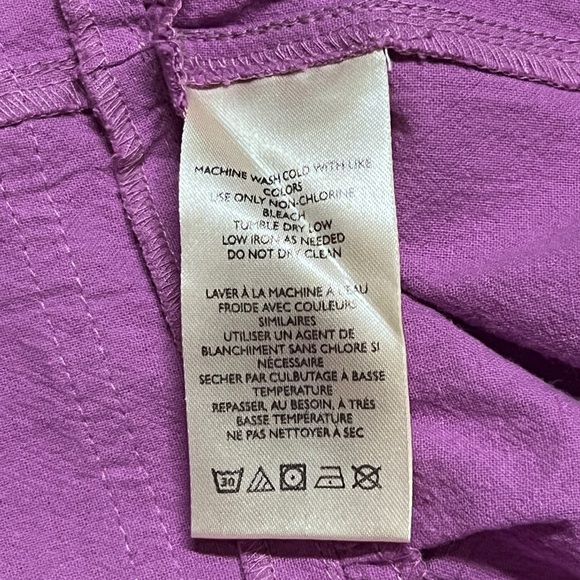 MACHINE WASH COLD WITH LIKE
COLORS
USE ONLY NON-CHLORINE
BLEACH
TUMBLE DRY LOW
LOW IRON AS NEEDED
DO NOT DRY CLEAN
LAVER À LA MACHINE A L'EAU
FROIDE AVEC COULEURS
SIMILAIRES
UTILISER UN AGENT DE
BLANCHIMENT SANS CHLORE SI
NÉCESSAIRE
SECHER PAR CULBUTAGE À BASSE
TEMPERATURE
REPASSER, AU BESOIN, À TRÈS
BASSE TEMPÉRATURE
NE PAS NETTOYER À SEC
30